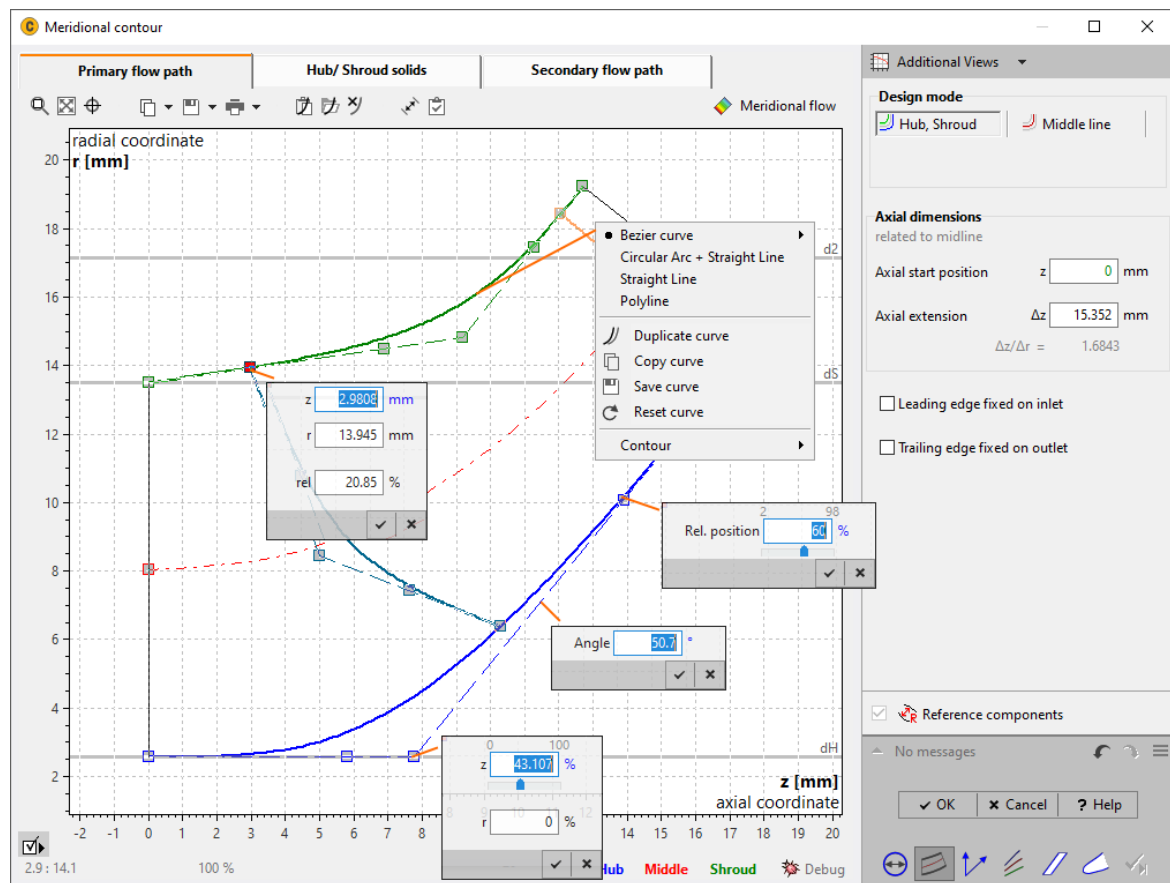 Meridional contour
Primary flow path
Hub/ Shroud solids
Secondary flow path
Meridional flow
radial coordinate
r [mm]
20
18
16
14
12
10
8
6
4
2
d2
dS
dH
Bezier curve
Circular Arc + Straight Line
Straight Line
Polyline
Duplicate curve
Copy curve
Save curve
Reset curve
Contour
z 2.9808 mm
r 13.945 mm
rel 20.85 %
2 98
Rel. position 60 %
Angle 50.7 °
0 100
z 43.107 %
8 10 12
r 0 %
z [mm]
axial coordinate
-2 -1 0 1 2 3 4 5 6 7 8 14 15 16 17 18 19 20
2.9 : 14.1
100 %
Hub Middle Shroud Debug
Additional Views
Design mode
Hub, Shroud
Middle line
Axial dimensions
related to midline
Axial start position z 0 mm
Axial extension Δz 15.352 mm
Δz/Δr = 1.6843
Leading edge fixed on inlet
Trailing edge fixed on outlet
Reference components
No messages
OK
Cancel
? Help